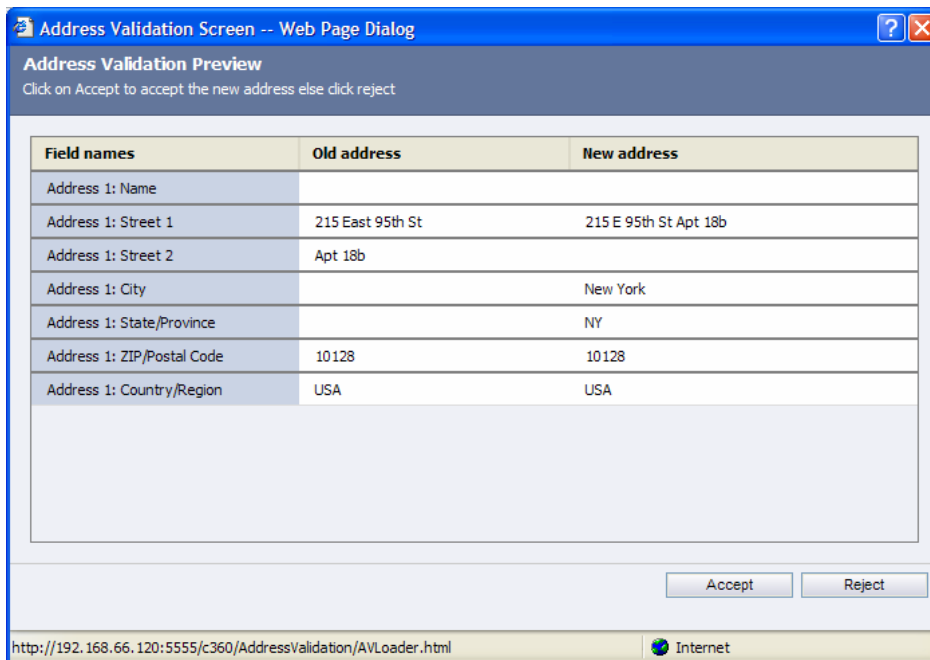 Address Validation Screen -- Web Page Dialog
?
Address Validation Preview
Click on Accept to accept the new address else click reject
Field names Old address New address
Address 1: Name
Address 1: Street 1 215 East 95th St 215 E 95th St Apt 18b
Address 1: Street 2 Apt 18b
Address 1: City New York
Address 1: State/Province NY
Address 1: ZIP/Postal Code 10128 10128
Address 1: Country/Region USA USA
Accept Reject
http://192.168.66.120:5555/c360/AddressValidation/AVLoader.html Internet